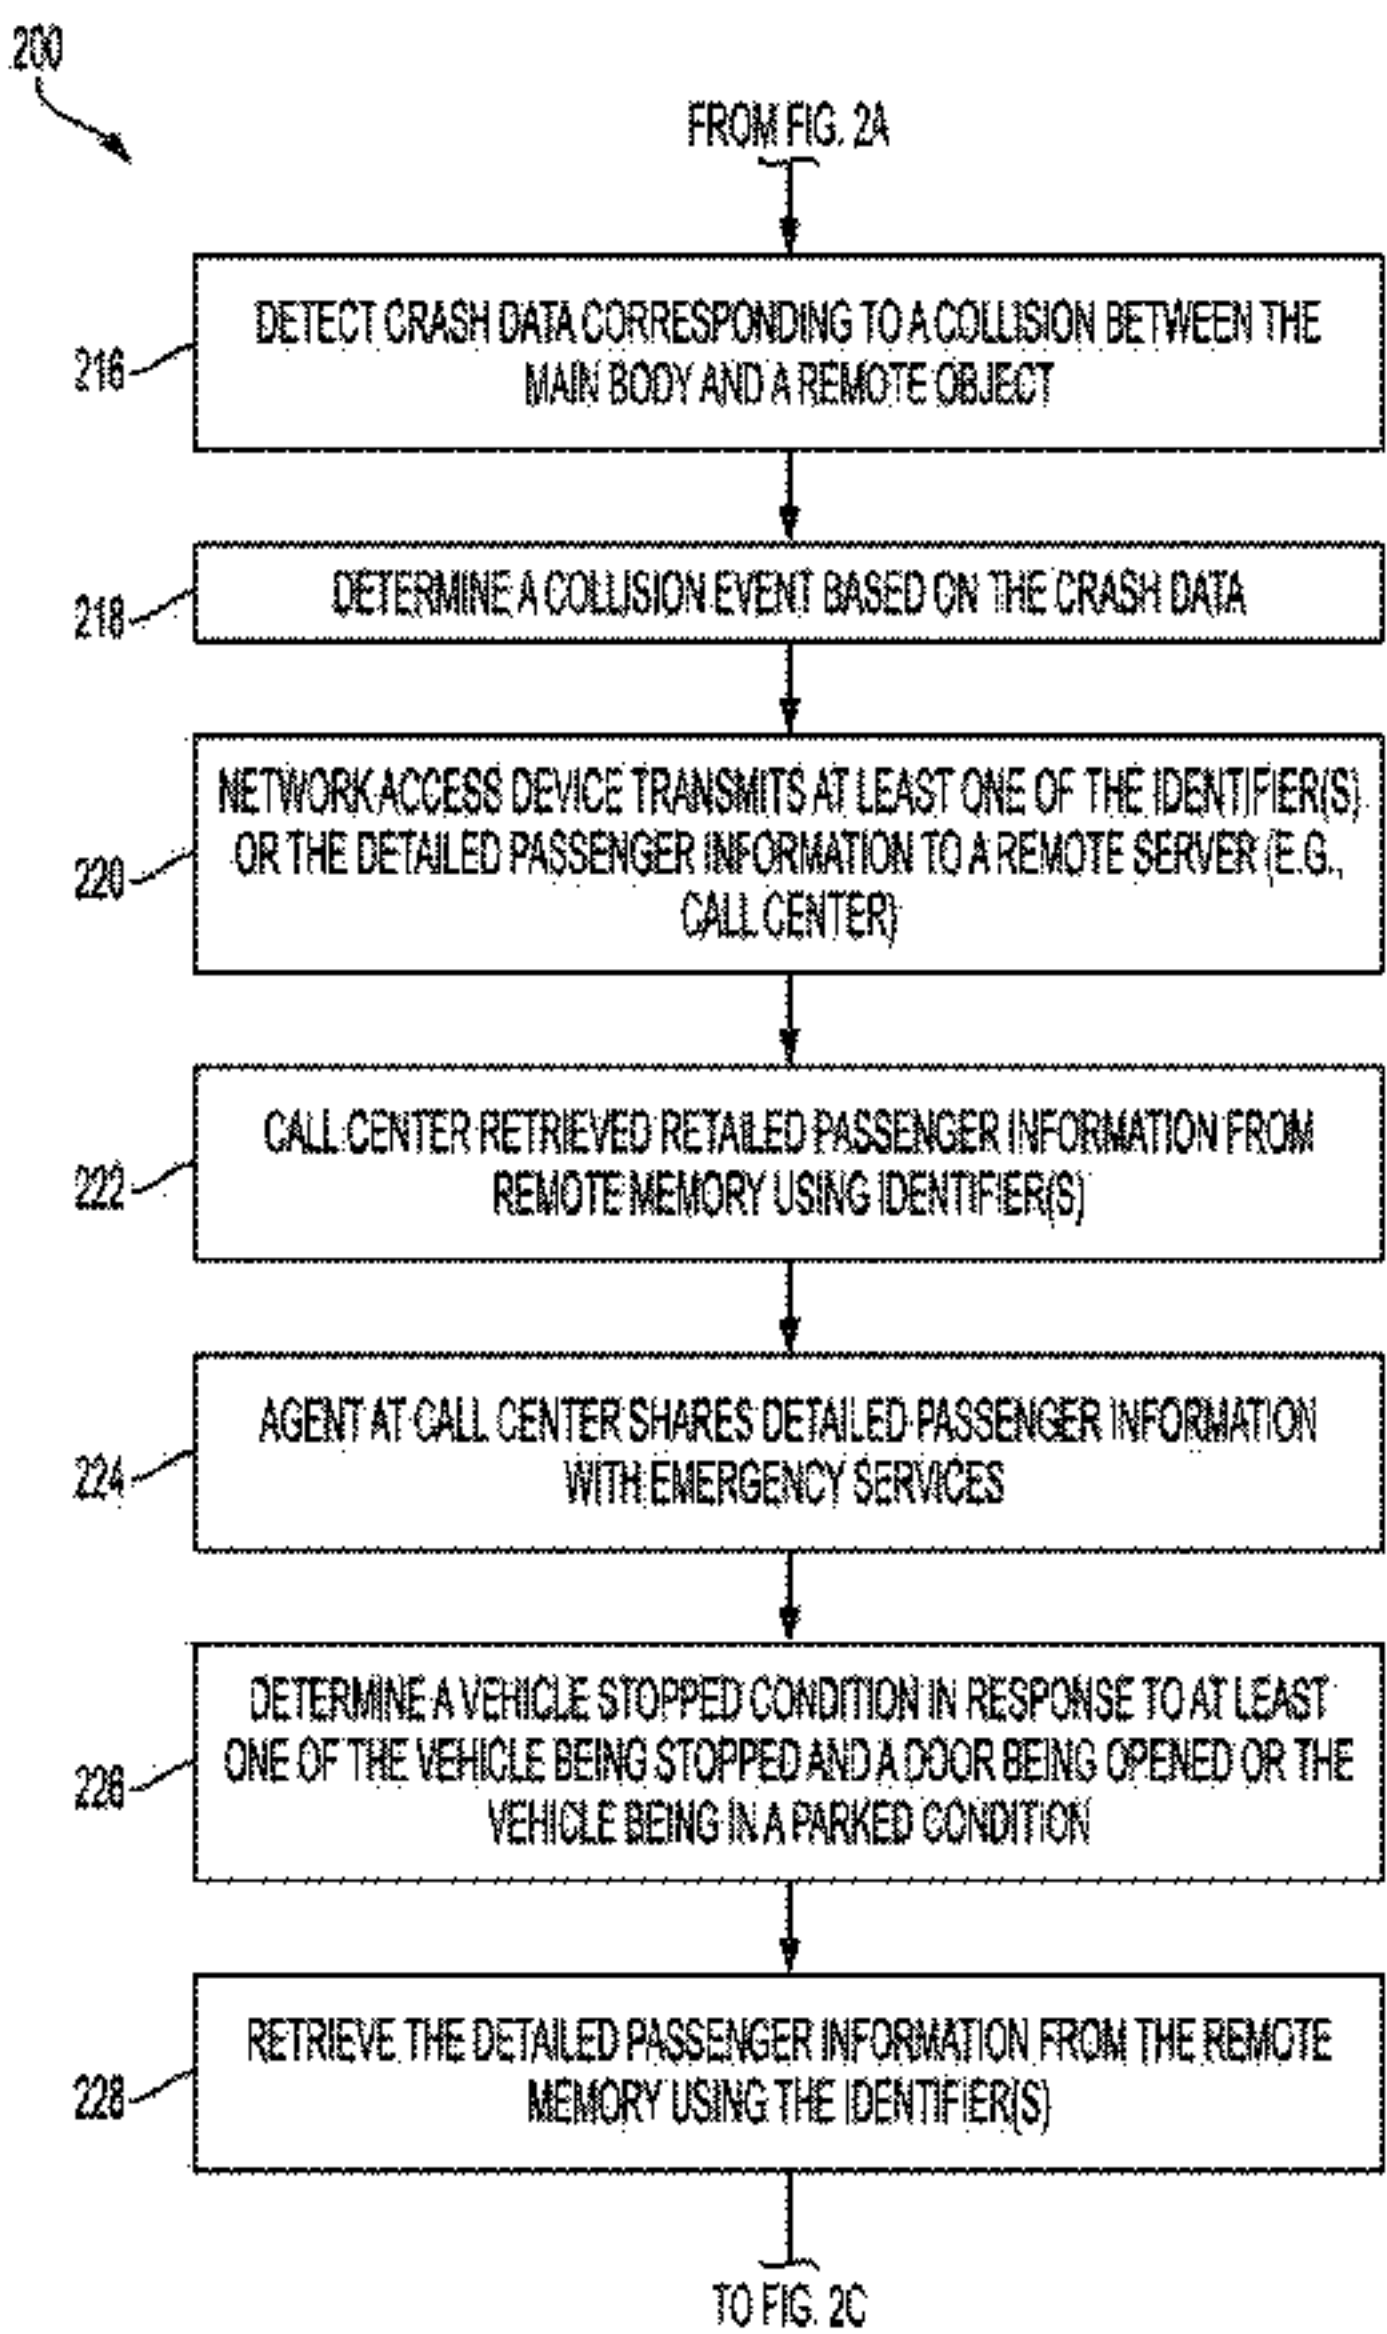 200
FROM FIG. 2A
DETECT CRASH DATA CORRESPONDING TO A COLLISION BETWEEN THE
MAIN BODY AND A REMOTE OBJECT
216
DETERMINE A COLLISION EVENT BASED ON THE CRASH DATA
218
NETWORK ACCESS DEVICE TRANSMITS AT LEAST ONE OF THE IDENTIFIER(S)
OR THE DETAILED PASSENGER INFORMATION TO A REMOTE SERVER (E.G.,
CALL CENTER)
220
CALL CENTER RETRIEVED RETAILED PASSENGER INFORMATION FROM
REMOTE MEMORY USING IDENTIFIER(S)
222
AGENT AT CALL CENTER SHARES DETAILED PASSENGER INFORMATION
WITH EMERGENCY SERVICES
224
DETERMINE A VEHICLE STOPPED CONDITION IN RESPONSE TO AT LEAST
ONE OF THE VEHICLE BEING STOPPED AND A DOOR BEING OPENED OR THE
VEHICLE BEING IN A PARKED CONDITION
226
RETRIEVE THE DETAILED PASSENGER INFORMATION FROM THE REMOTE
MEMORY USING THE IDENTIFIER(S)
228
TO FIG. 2C